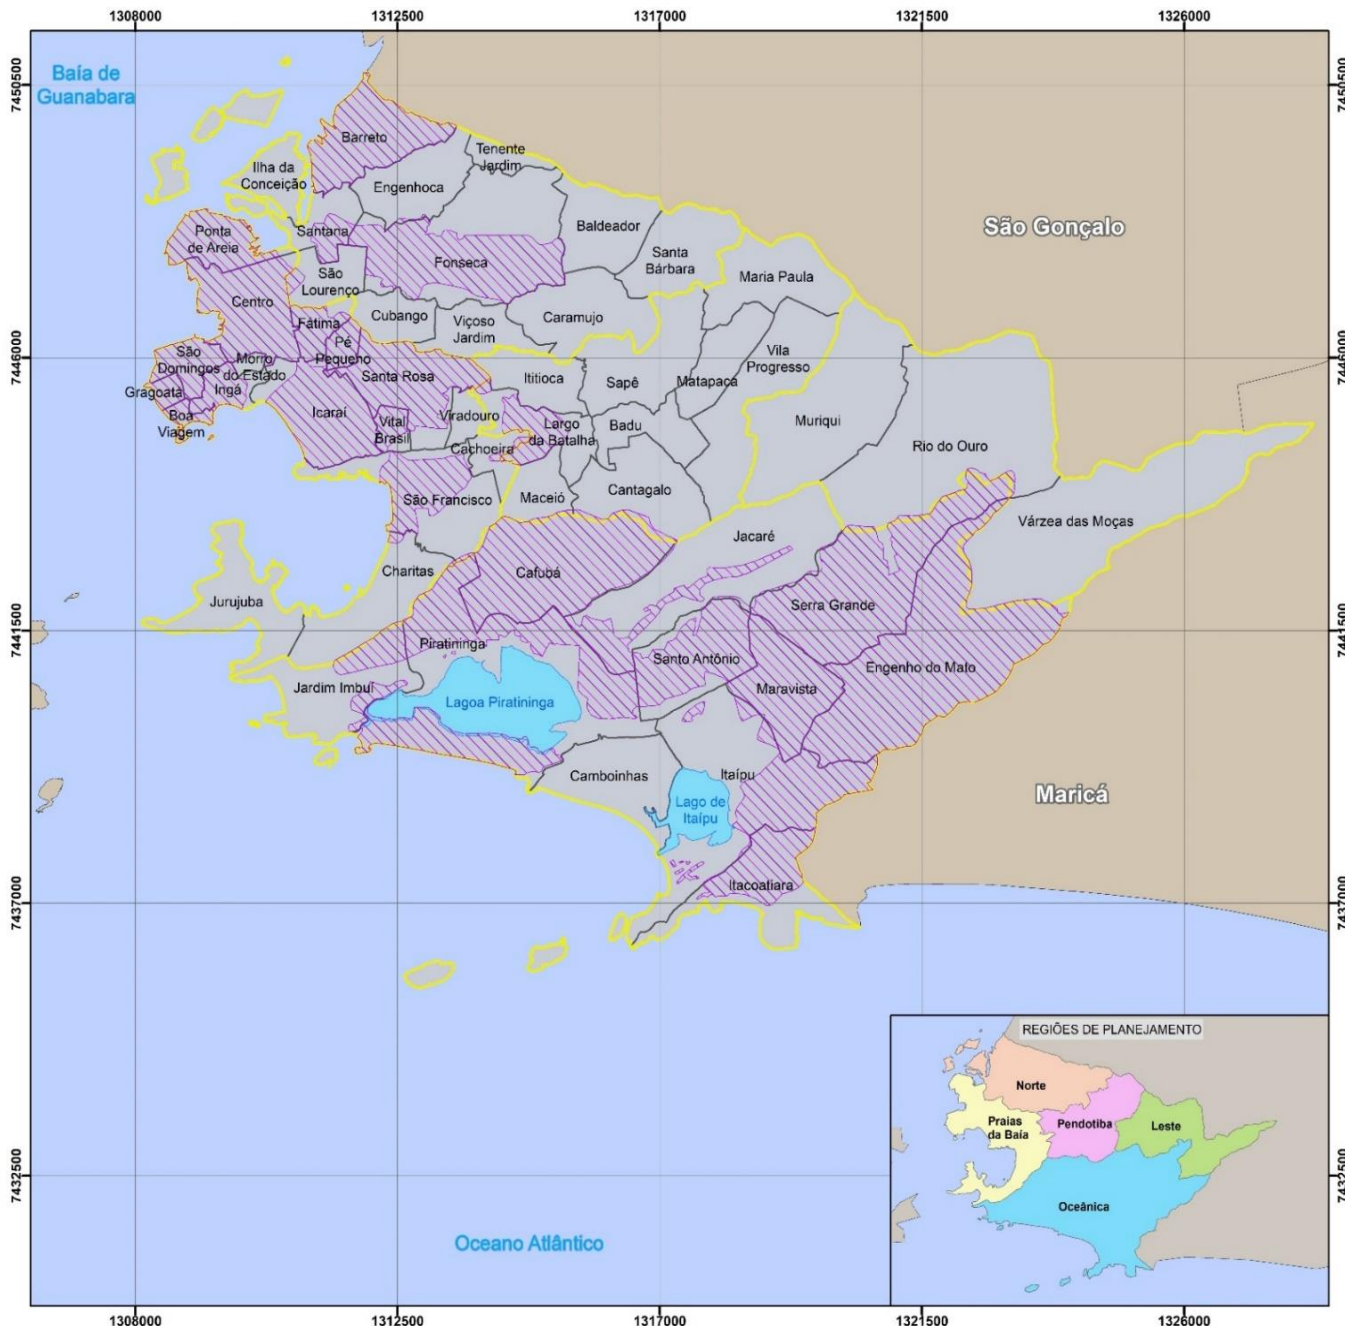 1308000
1312500
1317000
1321500
1326000
7450500
7450500
Baía de
Guanabara
Barreto
Tenente
Jardim
Ilha da
Conceição
Engenhoca
Ponta
de Areia
Santana
Baldeador
São Gonçalo
Fonseca
Santa
Bárbara
São
Lourenço
Maria Paula
Centro
Cubango
Viçoso
Jardim
Caramujo
Fátima
7446000
7446000
Pé
Pequeno
São
Domingos
Morro
do Estado
Vila
Progresso
Santa Rosa
Ititioca
Sapê
Matapaca
Gragoatá
Ingá
Boa
Viagem
Icaraí
Vital
Brasil
Viradouro
Largo
da Batalha
Badu
Muriqui
Cachoeira
Rio do Ouro
São Francisco
Maceió
Cantagalo
Várzea das Moças
Jacaré
Charitas
Cafubá
Jurujuba
Serra Grande
7441500
7441500
Piratininga
Santo Antônio
Engenho do Mato
Jardim Imbuí
Maravista
Lagoa Piratininga
Camboinhas
Itaípu
Lago de
Itaípu
Maricá
Itacoatiara
7437000
7437000
REGIÕES DE PLANEJAMENTO
Norte
Praias
da Baía
Pendotiba
Leste
7432500
7432500
Oceânica
Oceano Atlântico
1308000
1312500
1317000
1321500
1326000